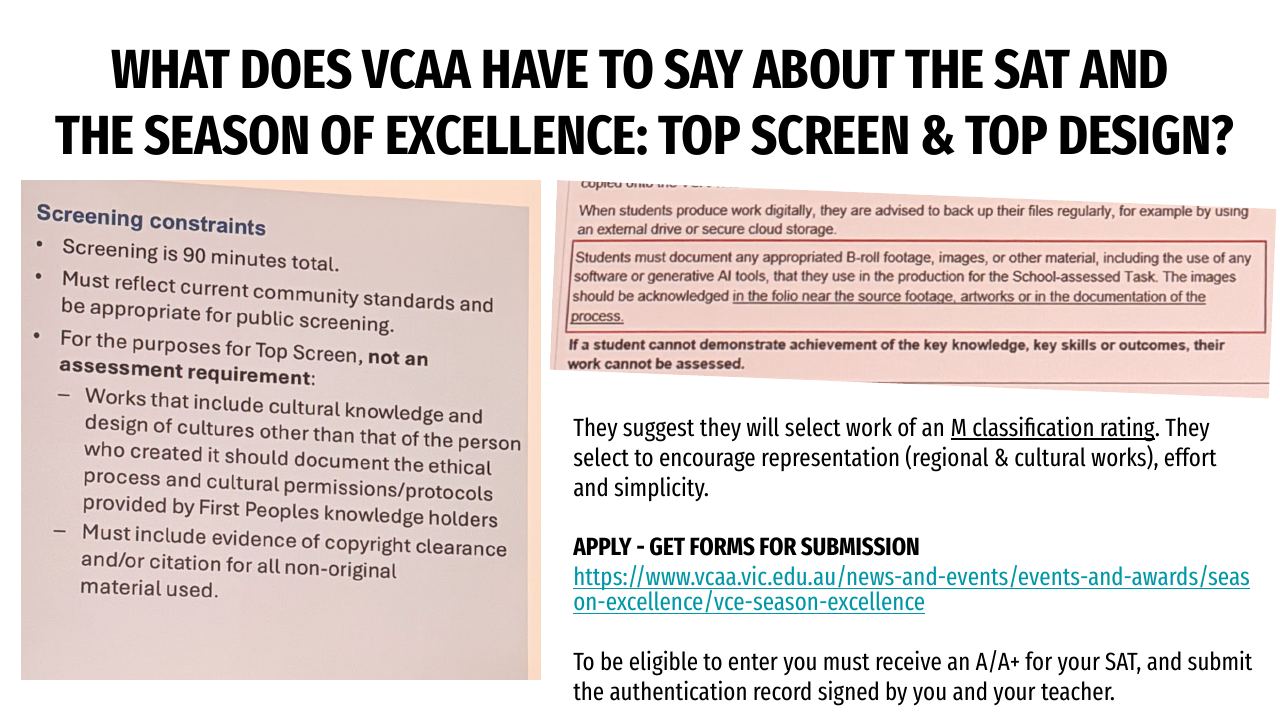 WHAT DOES VCAA HAVE TO SAY ABOUT THE SAT AND
THE SEASON OF EXCELLENCE: TOP SCREEN & TOP DESIGN?
Screening constraints
• Screening is 90 minutes total.
• Must reflect current community standards and
be appropriate for public screening.
• For the purposes for Top Screen, not an
assessment requirement:
– Works that include cultural knowledge and
design of cultures other than that of the person
who created it should document the ethical
process and cultural permissions/protocols
provided by First Peoples knowledge holders
– Must include evidence of copyright clearance
and/or citation for all non-original
material used.
When students produce work digitally, they are advised to back up their files regularly, for example by using
an external drive or secure cloud storage.
Students must document any appropriated B-roll footage, images, or other material, including the use of any
software or generative AI tools, that they use in the production for the School-assessed Task. The images
should be acknowledged in the folio near the source footage, artworks or in the documentation of the
process.
If a student cannot demonstrate achievement of the key knowledge, key skills or outcomes, their
work cannot be assessed.
They suggest they will select work of an M classification rating. They
select to encourage representation (regional & cultural works), effort
and simplicity.
APPLY - GET FORMS FOR SUBMISSION
https://www.vcaa.vic.edu.au/news-and-events/events-and-awards/seas
on-excellence/vce-season-excellence
To be eligible to enter you must receive an A/A+ for your SAT, and submit
the authentication record signed by you and your teacher.